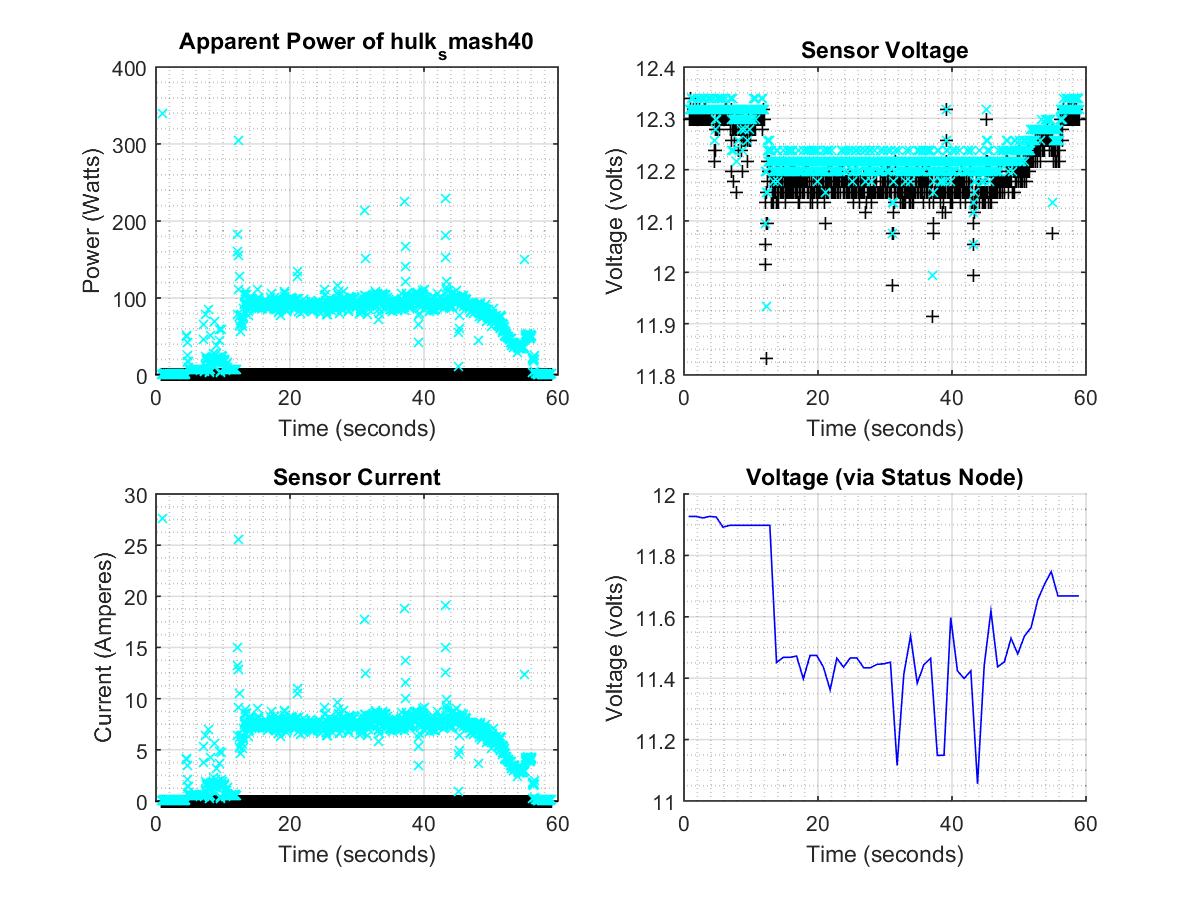 Apparent Power of hulk_smash40
400
300
200
100
0
Power (Watts)
0 20 40 60
Time (seconds)
Sensor Voltage
12.4
12.3
12.2
12.1
12
11.9
11.8
Voltage (volts)
0 20 40 60
Time (seconds)
Sensor Current
30
25
20
15
10
5
0
Current (Amperes)
0 20 40 60
Time (seconds)
Voltage (via Status Node)
12
11.8
11.6
11.4
11.2
11
Voltage (volts)
0 20 40 60
Time (seconds)